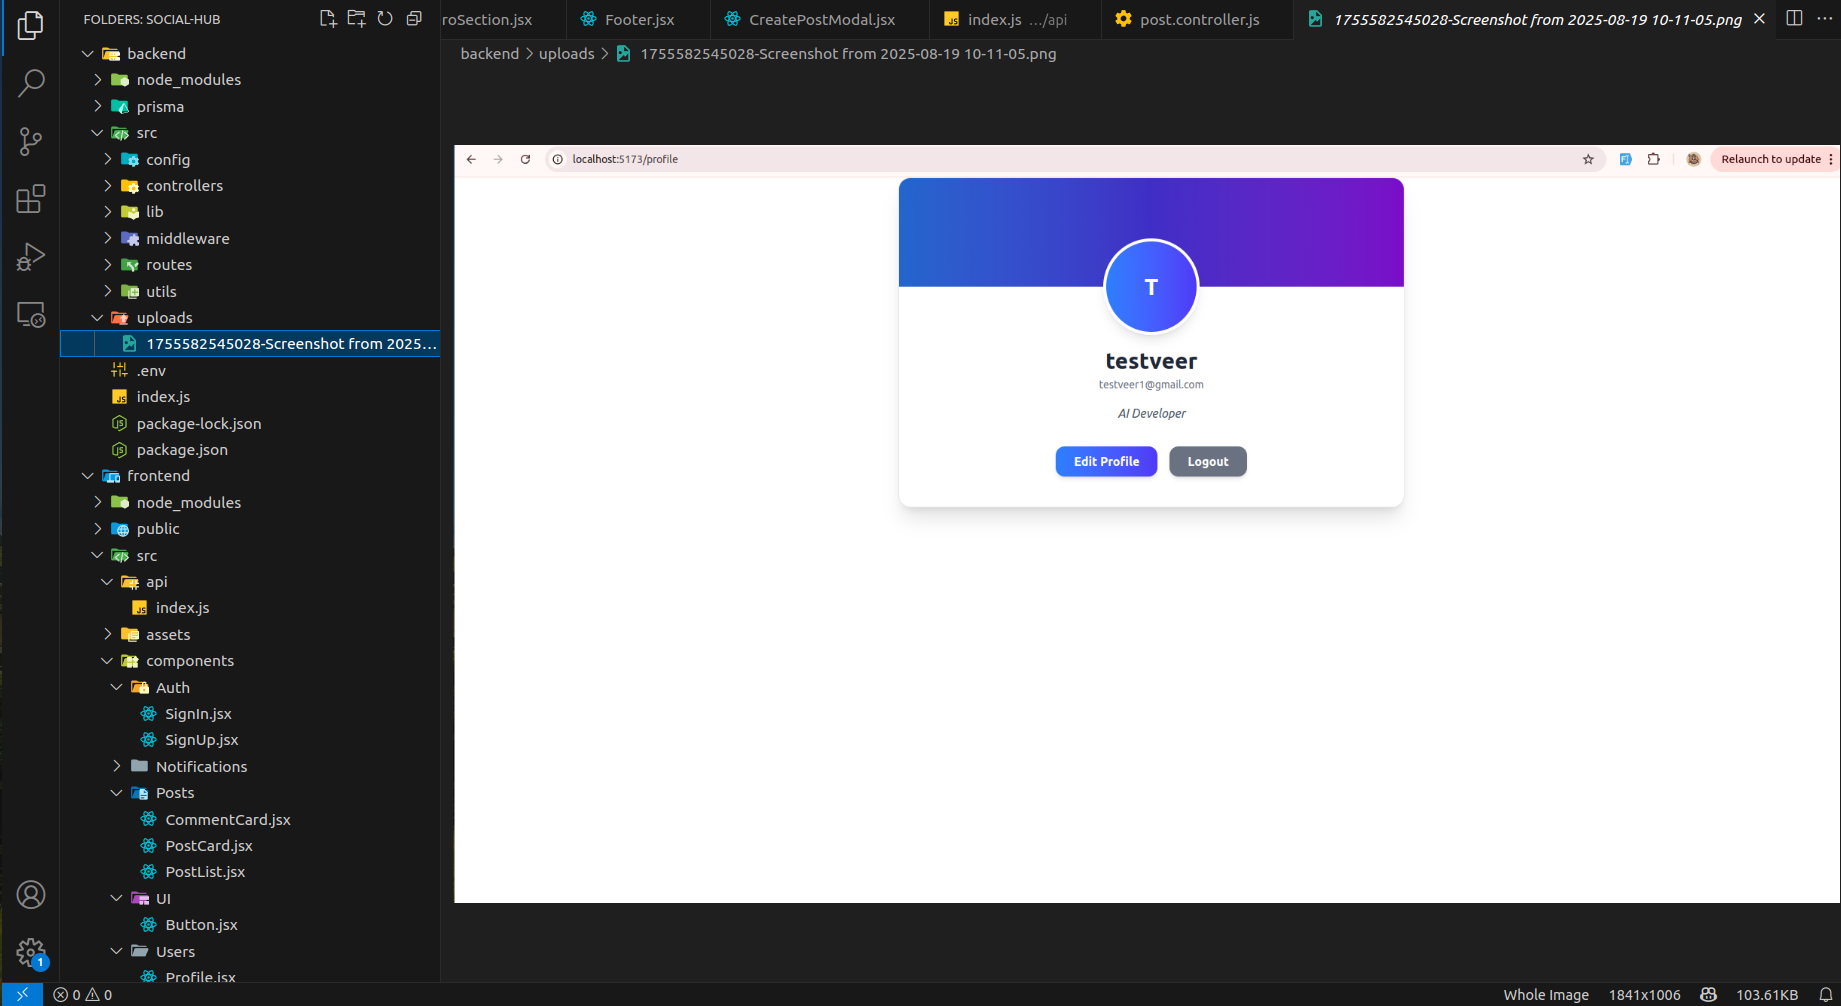 FOLDERS: SOCIAL-HUB
backend
node_modules
prisma
src
config
controllers
lib
middleware
routes
utils
uploads
1755582545028-Screenshot from 2025...
.env
index.js
package-lock.json
package.json
frontend
node_modules
public
src
api
index.js
assets
components
Auth
SignIn.jsx
SignUp.jsx
Notifications
Posts
CommentCard.jsx
PostCard.jsx
PostList.jsx
UI
Button.jsx
Users
Profile.jsx
1
roSection.jsx
Footer.jsx
CreatePostModal.jsx
index.js .../api
post.controller.js
1755582545028-Screenshot from 2025-08-19 10-11-05.png
backend > uploads > 1755582545028-Screenshot from 2025-08-19 10-11-05.png
localhost:5173/profile
Relaunch to update
T
testveer
testveer1@gmail.com
AI Developer
Edit Profile
Logout
0 0
Whole Image 1841x1006 103.61KB